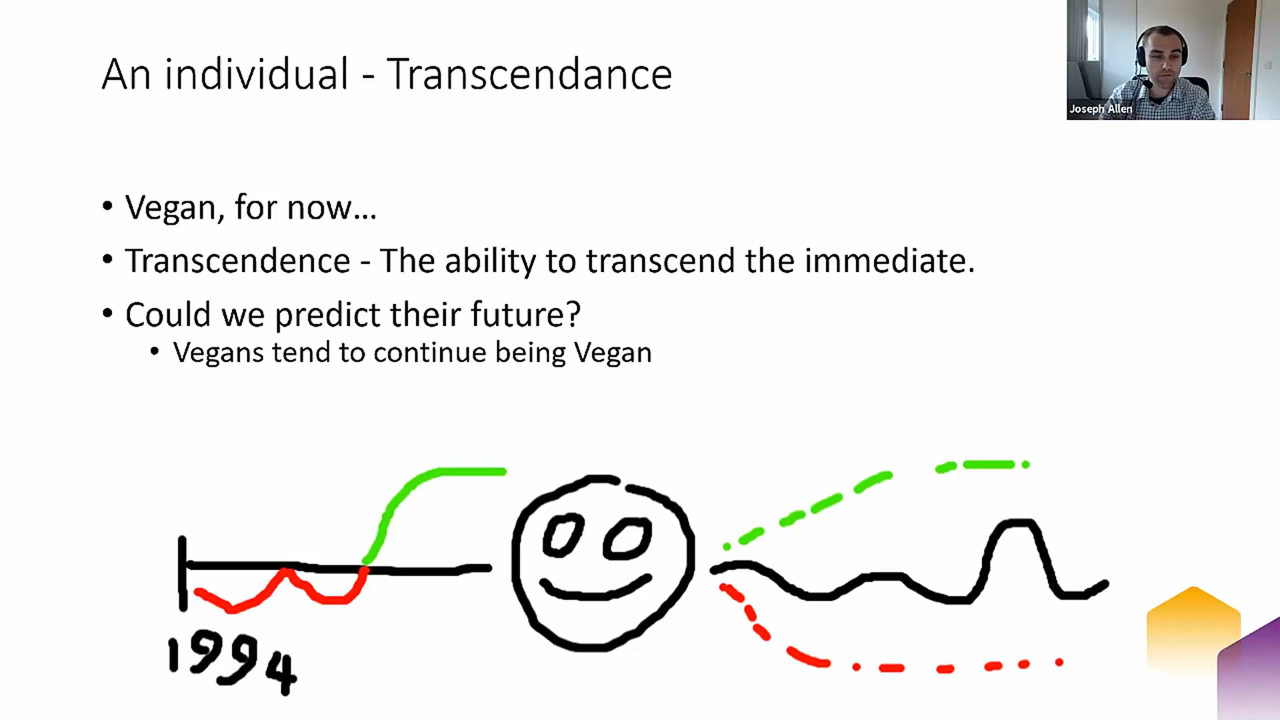 An individual - Transcendance
Joseph Allen
• Vegan, for now…
• Transcendence - The ability to transcend the immediate.
• Could we predict their future?
• Vegans tend to continue being Vegan
1994